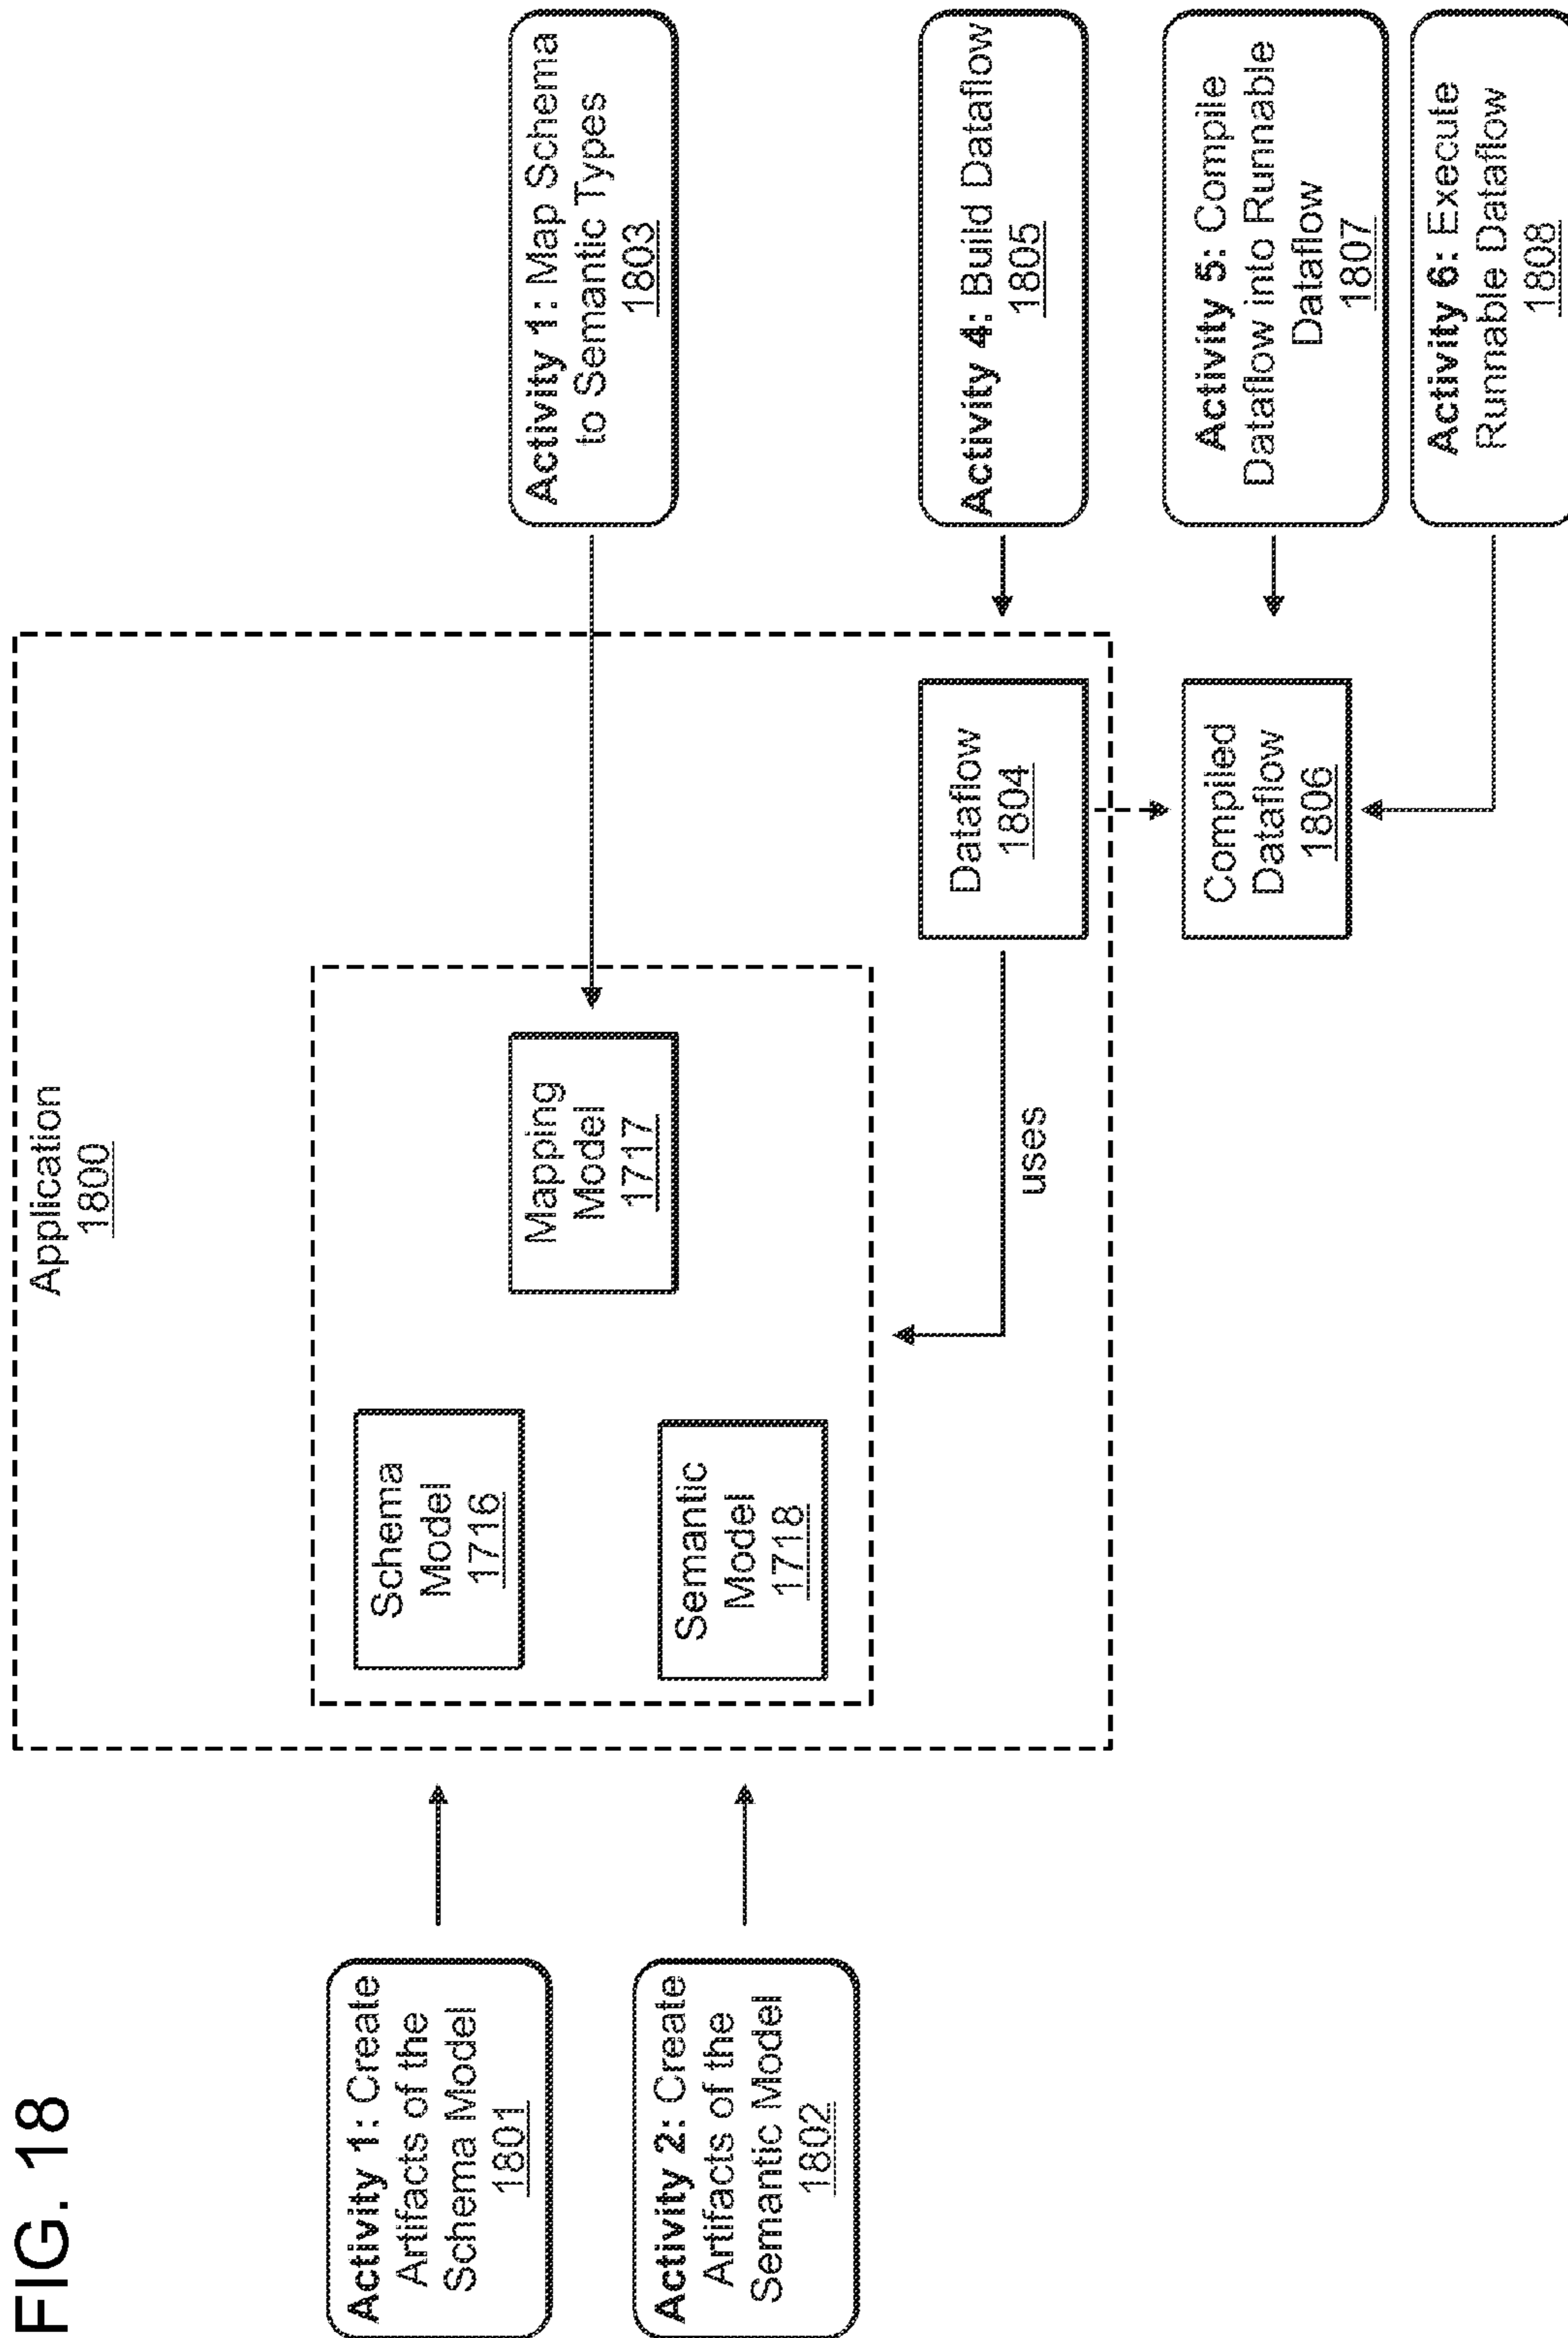 FIG. 18
Application
1800
Activity 1: Create
Artifacts of the
Schema Model
1801
Activity 2: Create
Artifacts of the
Semantic Model
1802
Schema
Model
1716
Semantic
Model
1718
Mapping
Model
1717
Activity 1: Map Schema
to Semantic Types
1803
uses
Dataflow
1804
Activity 4: Build Dataflow
1805
Compiled
Dataflow
1806
Activity 5: Compile
Dataflow into Runnable
Dataflow
1807
Activity 6: Execute
Runnable Dataflow
1808